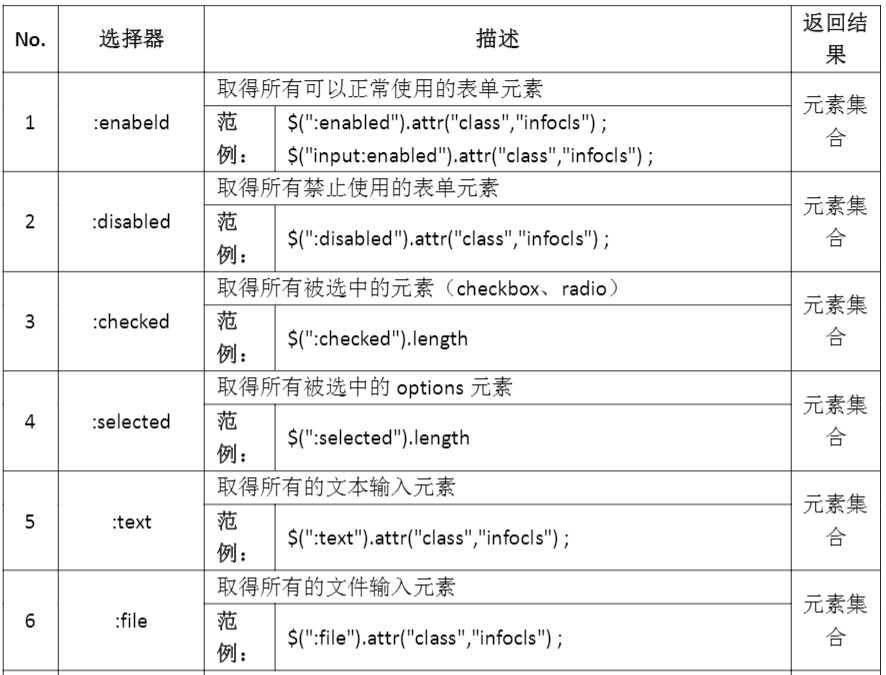 No.
选择器
描述
返回结
果
1
:enabeld
取得所有可以正常使用的表单元素
范
例：
$(":enabled").attr("class","infocls") ;
$("input:enabled").attr("class","infocls") ;
元素集
合
2
:disabled
取得所有禁止使用的表单元素
范
例：
$(":disabled").attr("class","infocls") ;
元素集
合
3
:checked
取得所有被选中的元素（checkbox、radio）
范
例：
$(":checked").length
元素集
合
4
:selected
取得所有被选中的 options 元素
范
例：
$(":selected").length
元素集
合
5
:text
取得所有的文本输入元素
范
例：
$(":text").attr("class","infocls") ;
元素集
合
6
:file
取得所有的文件输入元素
范
例：
$(":file").attr("class","infocls") ;
元素集
合